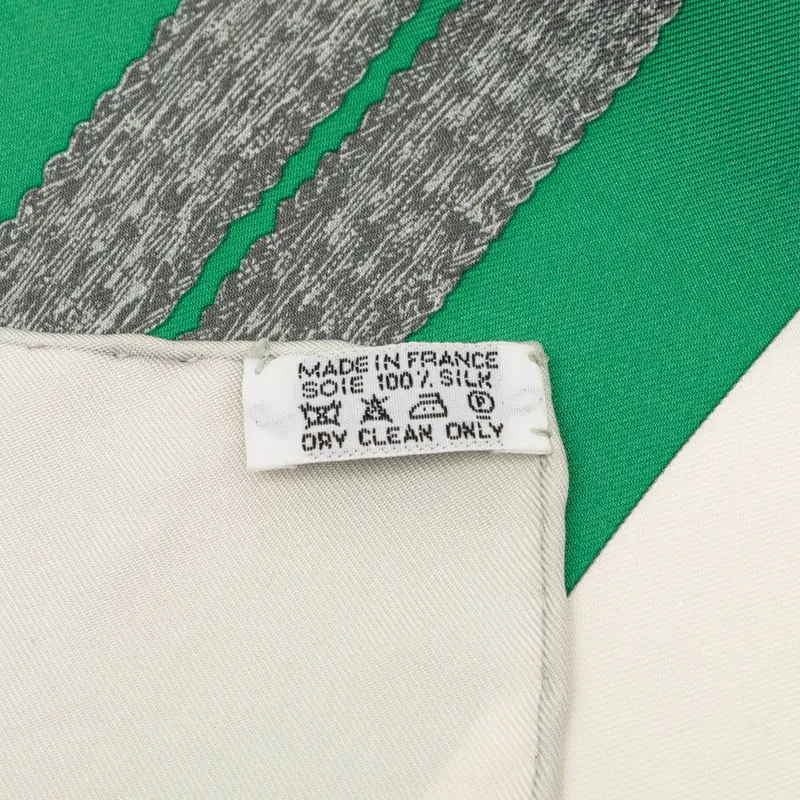 MADE IN FRANCE
SOIE 100% SILK
P
DRY CLEAN ONLY